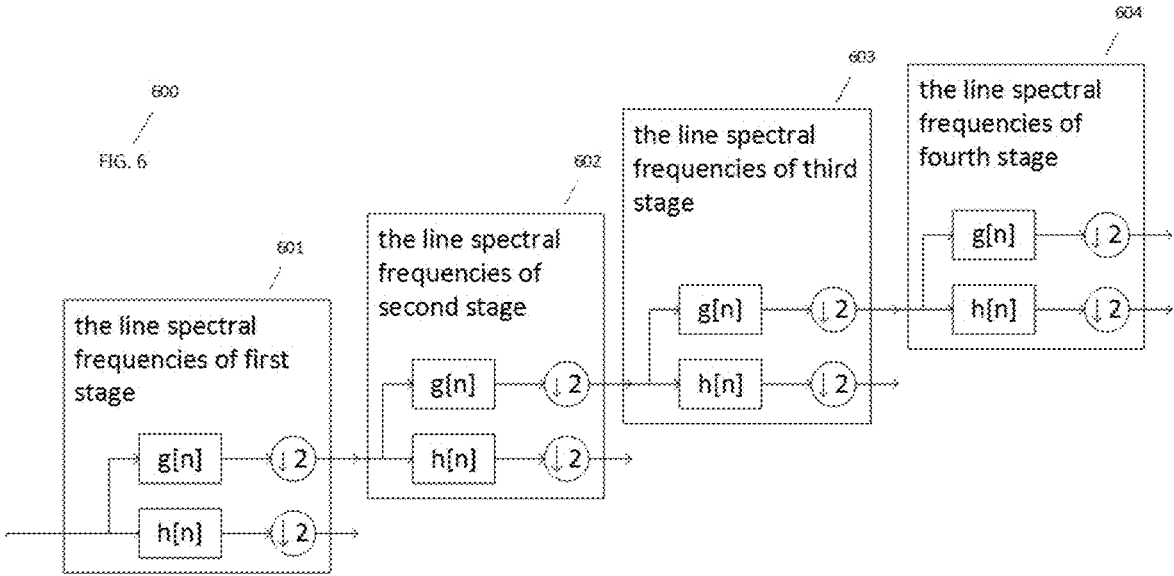 600
FIG. 6
601
the line spectral
frequencies of first
stage
g[n]
↓ 2
h[n]
↓ 2
602
the line spectral
frequencies of
second stage
g[n]
↓ 2
h[n]
↓ 2
603
the line spectral
frequencies of third
stage
g[n]
↓ 2
h[n]
↓ 2
604
the line spectral
frequencies of
fourth stage
g[n]
↓ 2
h[n]
↓ 2